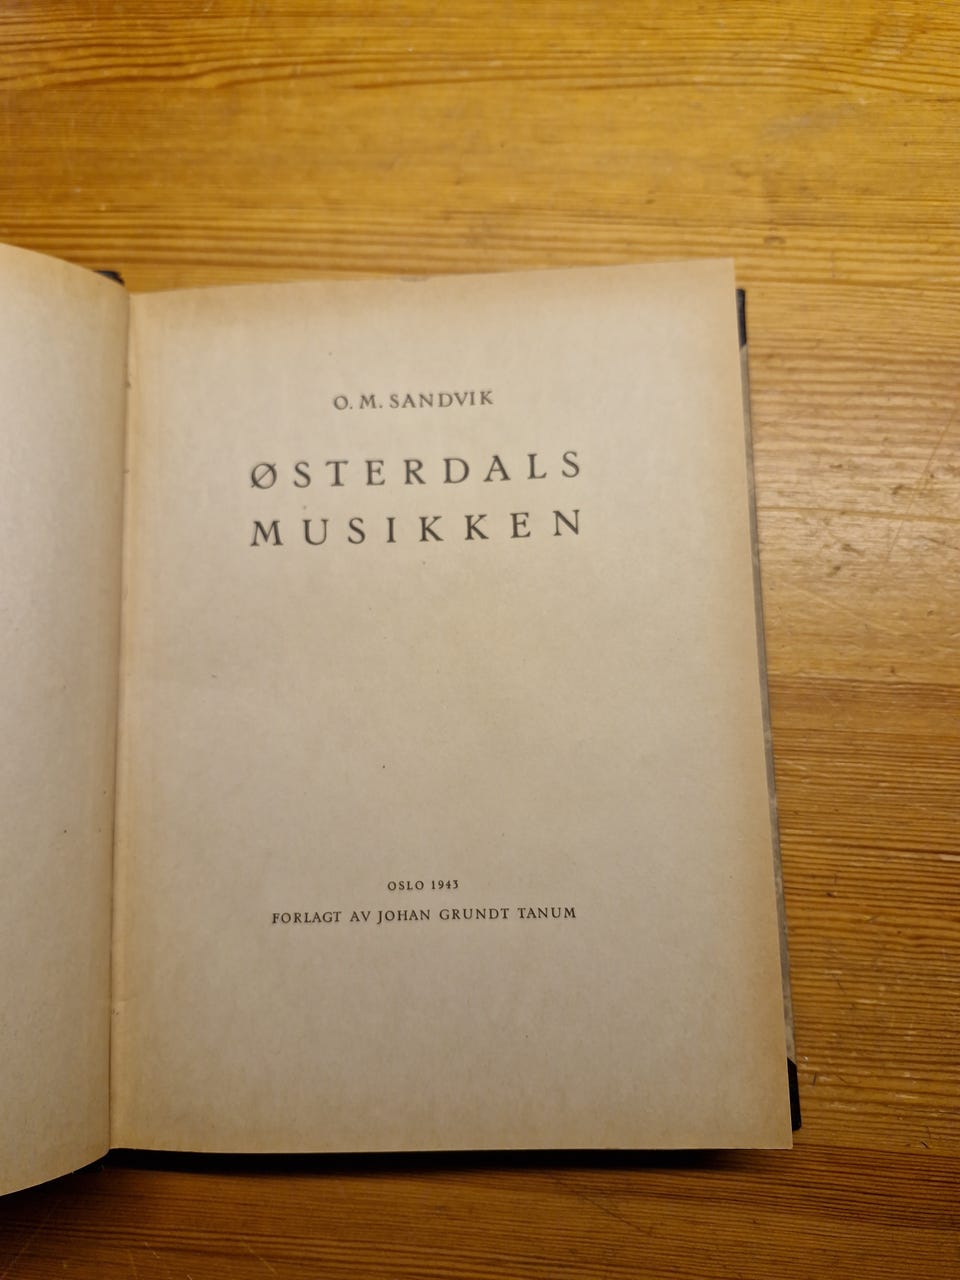 O. M. SANDVIK
ØSTERDALS
MUSIKKEN
OSLO 1943
FORLAGT AV JOHAN GRUNDT TANUM